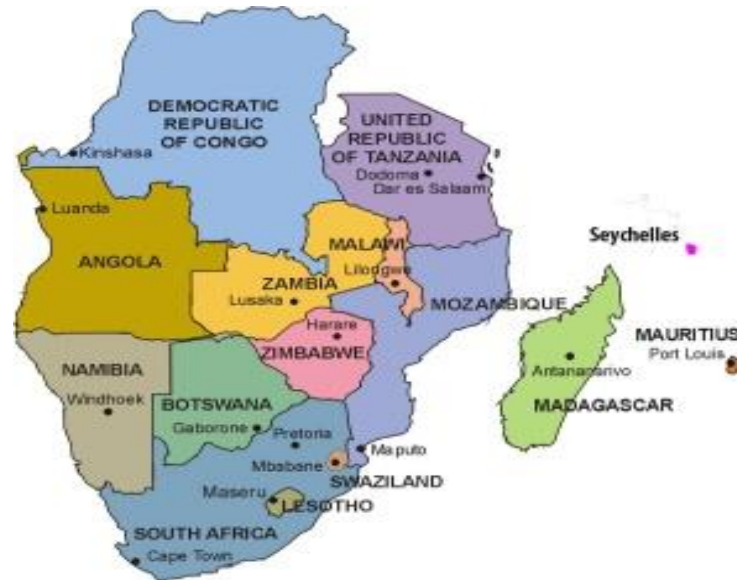 DEMOCRATIC
REPUBLIC
OF CONGO
Kinshasa
UNITED
REPUBLIC
OF TANZANIA
Dodoma
Dar es Salaam
Luanda
ANGOLA
MALAWI
Lilongwe
ZAMBIA
Lusaka
Seychelles
MOZAMBIQUE
Harare
ZIMBABWE
MAURITIUS
Port Louis
Antananarivo
MADAGASCAR
NAMIBIA
Windhoek
BOTSWANA
Gaborone
Pretoria
Mbabane
Maputo
SWAZILAND
Maseru
LESOTHO
SOUTH AFRICA
Cape Town